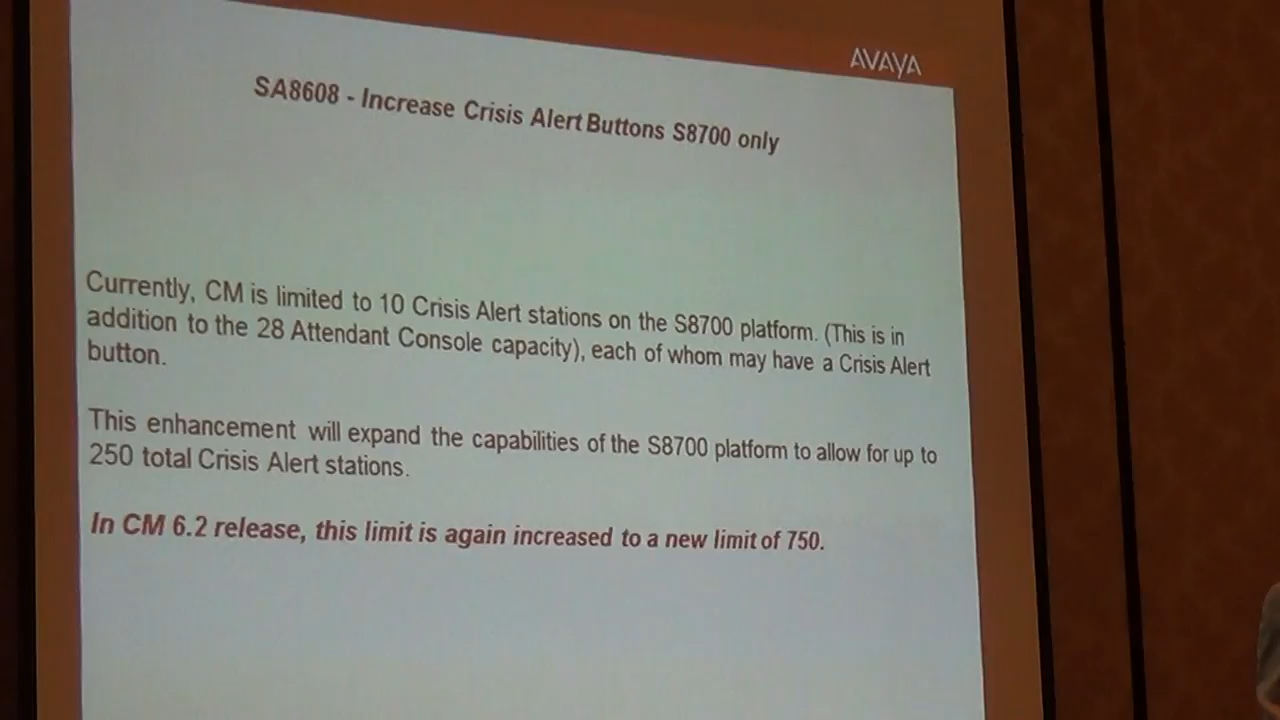 AVAYA
SA8608 - Increase Crisis Alert Buttons S8700 only
Currently, CM is limited to 10 Crisis Alert stations on the S8700 platform. (This is in
addition to the 28 Attendant Console capacity), each of whom may have a Crisis Alert
button.
This enhancement will expand the capabilities of the S8700 platform to allow for up to
250 total Crisis Alert stations.
In CM 6.2 release, this limit is again increased to a new limit of 750.